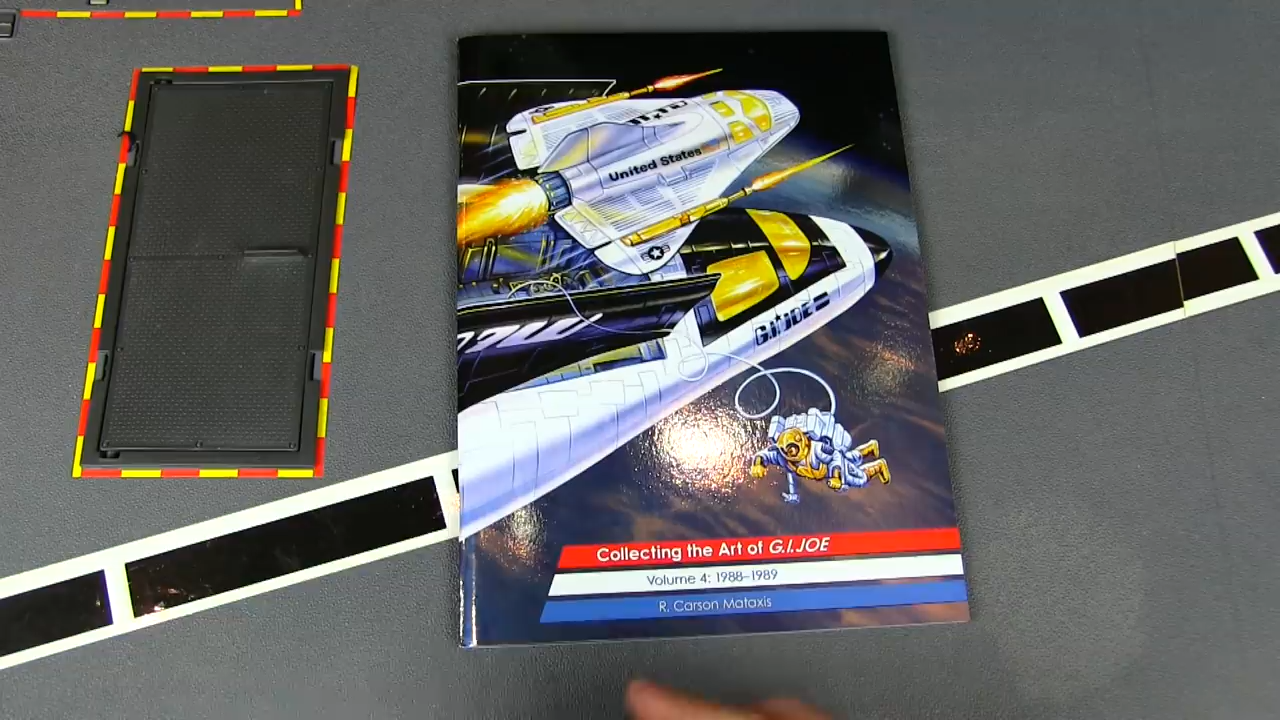 United States
G.I.JOE
Collecting the Art of G.I. JOE
Volume 4: 1988–1989
R. Carson Mataxis